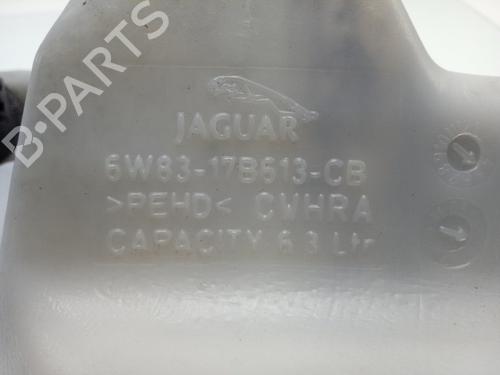 JAGUAR
6W83-17B613-CB
>PEHD< CWHRA
CAPACITY 6.3 Ltr
B-PARTS